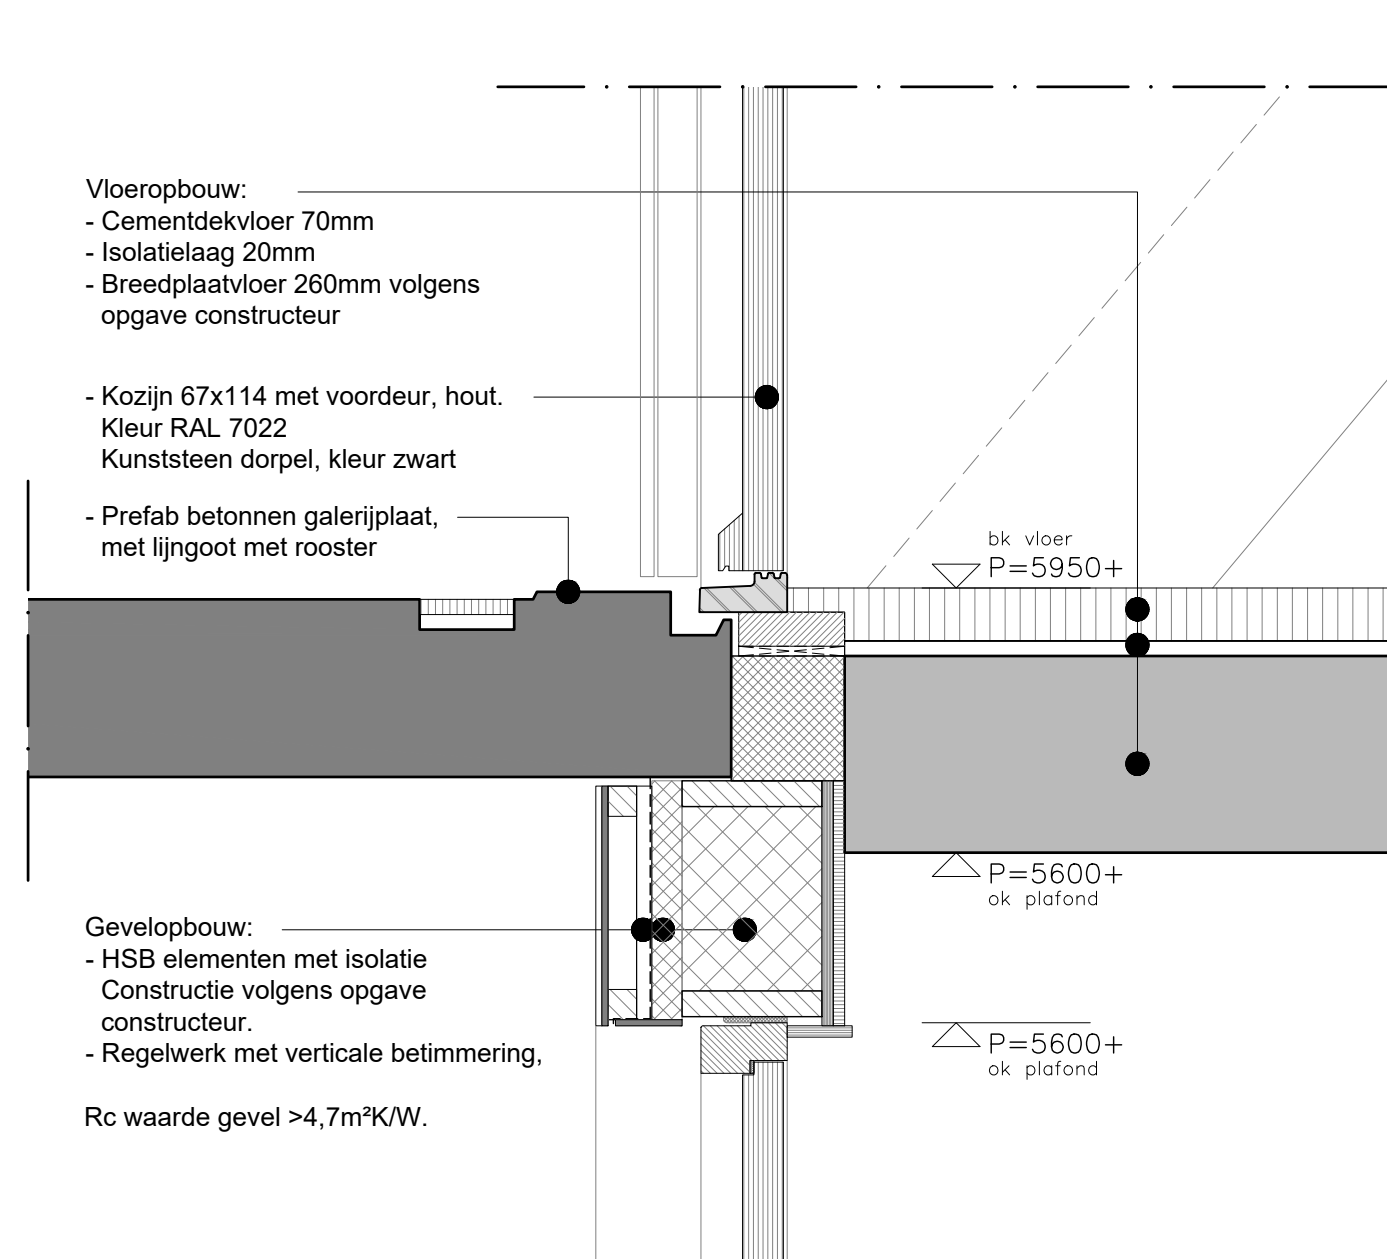 Vloeropbouw:
- Cementdekvloer 70mm
- Isolatielaag 20mm
- Breedplaatvloer 260mm volgens
opgave constructeur
- Kozijn 67x114 met voordeur, hout.
Kleur RAL 7022
Kunststeen dorpel, kleur zwart
- Prefab betonnen galerijplaat,
met lijngoot met rooster
bk vloer
P=5950+
P=5600+
ok plafond
Gevelopbouw:
- HSB elementen met isolatie
Constructie volgens opgave
constructeur.
- Regelwerk met verticale betimmering,
Rc waarde gevel >4,7m²K/W.
P=5600+
ok plafond